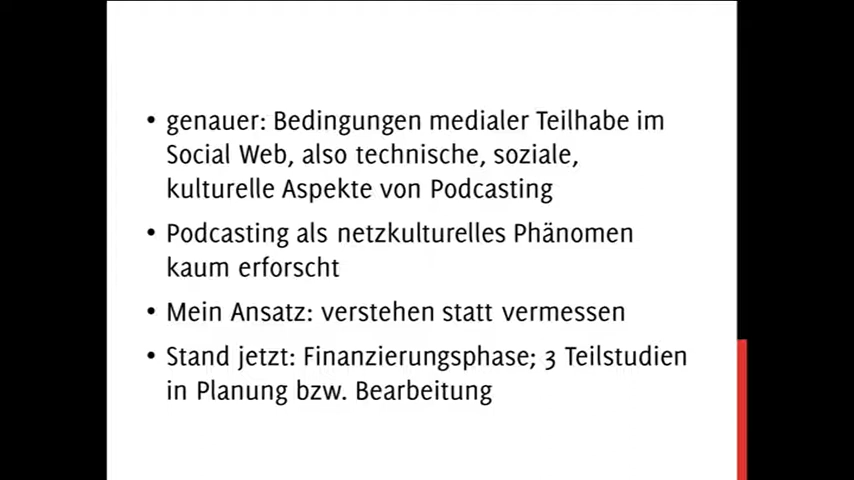 • genauer: Bedingungen medialer Teilhabe im
Social Web, also technische, soziale,
kulturelle Aspekte von Podcasting
• Podcasting als netzkulturelles Phänomen
kaum erforscht
• Mein Ansatz: verstehen statt vermessen
• Stand jetzt: Finanzierungsphase; 3 Teilstudien
in Planung bzw. Bearbeitung